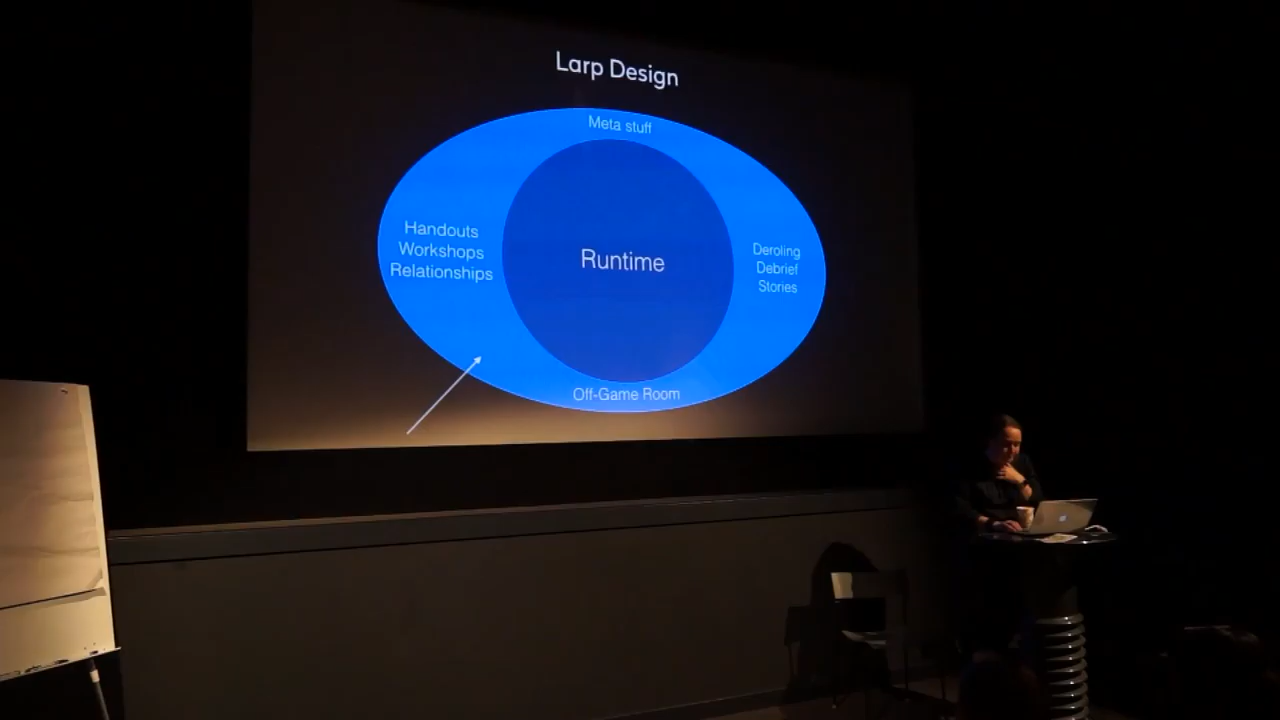 Larp Design
Meta stuff
Handouts
Workshops
Relationships
Runtime
Deroling
Debrief
Stories
Off-Game Room